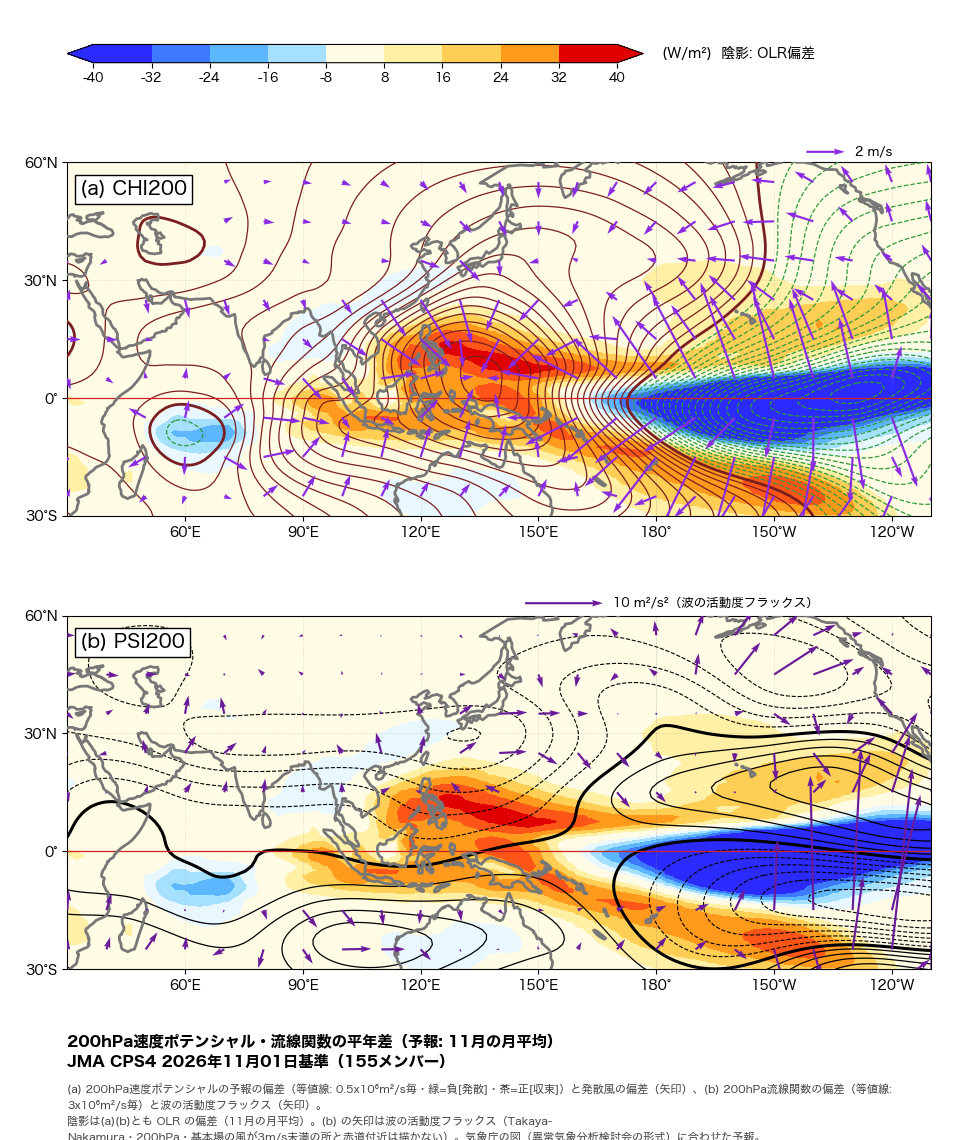 -40 -32 -24 -16 -8 8 16 24 32 40
(W/m²) 陰影: OLR偏差
2 m/s
(a) CHI200
60°N
30°N
0°
30°S
60°E 90°E 120°E 150°E 180° 150°W 120°W
10 m²/s²（波の活動度フラックス）
(b) PSI200
60°N
30°N
0°
30°S
60°E 90°E 120°E 150°E 180° 150°W 120°W
200hPa速度ポテンシャル・流線関数の平年差（予報: 11月の月平均）
JMA CPS4 2026年11月01日基準（155メンバー）
(a) 200hPa速度ポテンシャルの予報の偏差（等値線: 0.5x10⁶m²/s毎・緑=負[発散]・茶=正[収束]）と発散風の偏差（矢印）、(b) 200hPa流線関数の偏差（等値線:
3x10⁶m²/s毎）と波の活動度フラックス（矢印）。
陰影は(a)(b)とも OLR の偏差（11月の月平均）。(b) の矢印は波の活動度フラックス（Takaya-
Nakamura・200hPa・基本場の風が3m/s未満の所と赤道付近は描かない）。気象庁の図（異常気象分析検討会の形式）に合わせた予報。